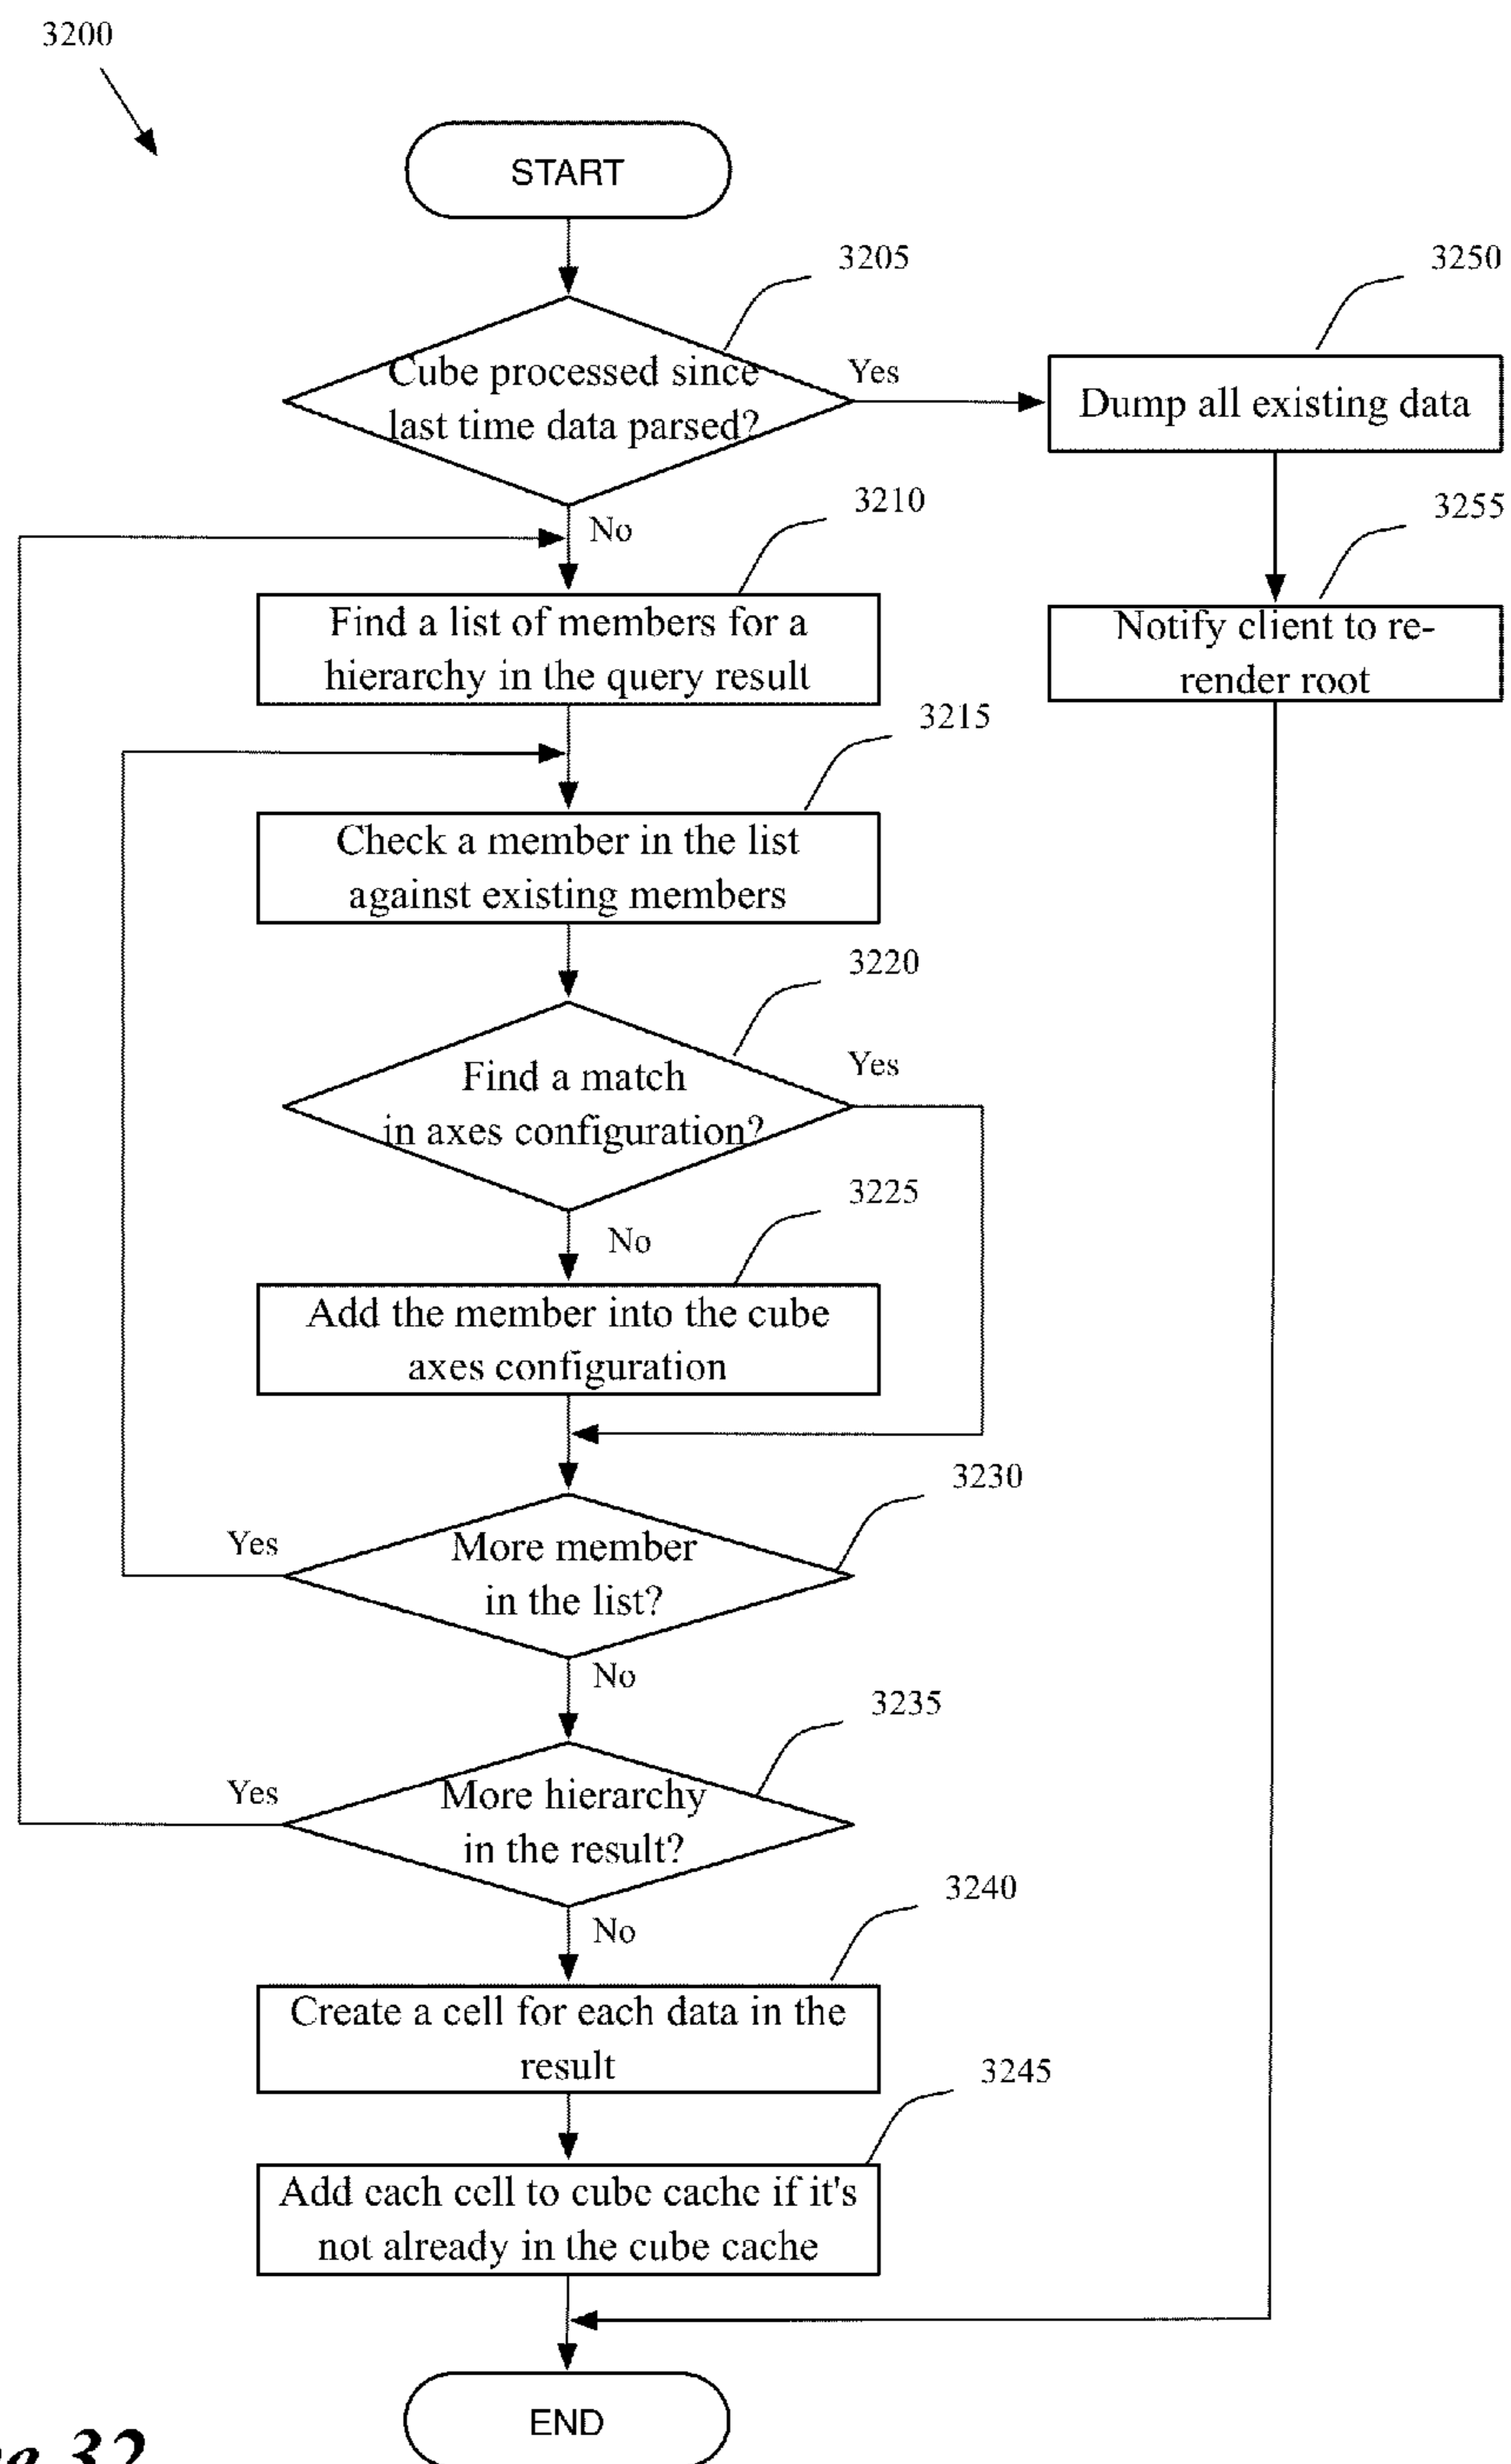 3200
START
3205
Cube processed since
last time data parsed?
Yes
3250
Dump all existing data
No
3210
3255
Find a list of members for a
hierarchy in the query result
Notify client to re-
render root
3215
Check a member in the list
against existing members
3220
Find a match
in axes configuration?
Yes
3225
No
Add the member into the cube
axes configuration
3230
More member
in the list?
Yes
No
3235
More hierarchy
in the result?
Yes
3240
No
Create a cell for each data in the
result
3245
Add each cell to cube cache if it's
not already in the cube cache
END
32